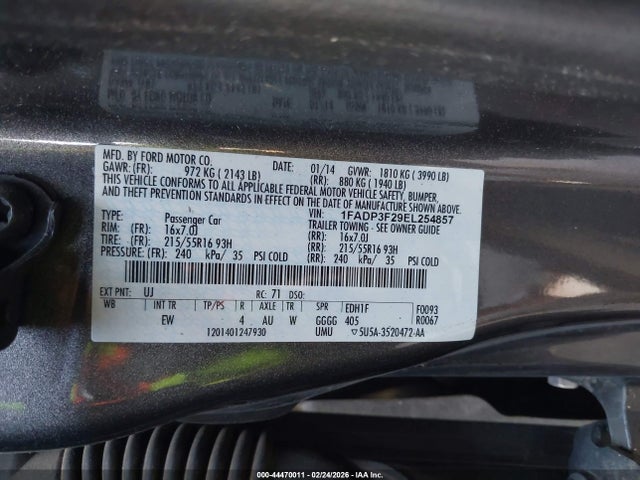 MFD. BY FORD MOTOR CO.
DATE: 01/14 GVWR: 1810 KG ( 3990 LB)
GAWR: (FR): 972 KG ( 2143 LB) (RR): 880 KG ( 1940 LB)
THIS VEHICLE CONFORMS TO ALL APPLICABLE FEDERAL MOTOR VEHICLE SAFETY, BUMPER,
AND THEFT PREVENTION STANDARDS IN EFFECT ON THE DATE OF MANUFACTURE SHOWN ABOVE.
VIN: 1FADP3F29EL254857
TYPE: Passenger Car TRAILER TOWING - SEE OWNER GUIDE
RIM: (FR): 16x7.0J (RR): 16x7.0J
TIRE: (FR): 215/55R16 93H (RR): 215/55R16 93H
PRESSURE: (FR): 240 kPa/ 35 PSI COLD (RR): 240 kPa/ 35 PSI COLD
EXT PNT: UJ RC: 71 DSO:
WB INT TR TP/PS R AXLE TR SPR EDH1F F0093
EW 4 AU W GGGG 405 R0067
1201401247930 UMU 5U5A-3520472-AA
000-44470011 - 02/24/2026 - IAA Inc.